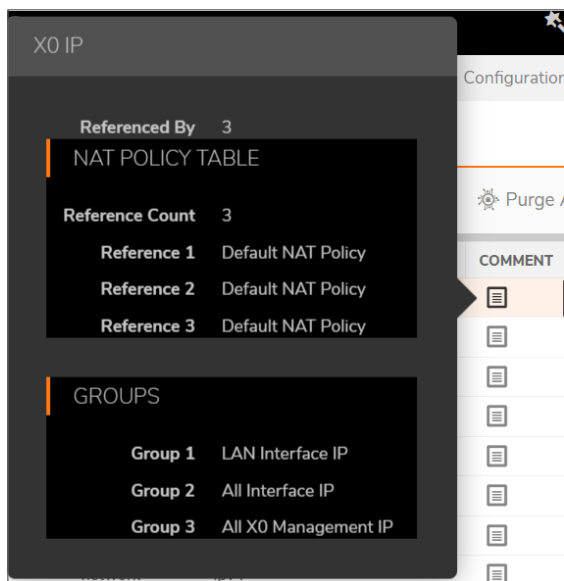 X0 IP
Configuration
Referenced By 3
NAT POLICY TABLE
Purge
Reference Count 3
Reference 1 Default NAT Policy
COMMENT
Reference 2 Default NAT Policy
Reference 3 Default NAT Policy
GROUPS
Group 1 LAN Interface IP
Group 2 All Interface IP
Group 3 All X0 Management IP